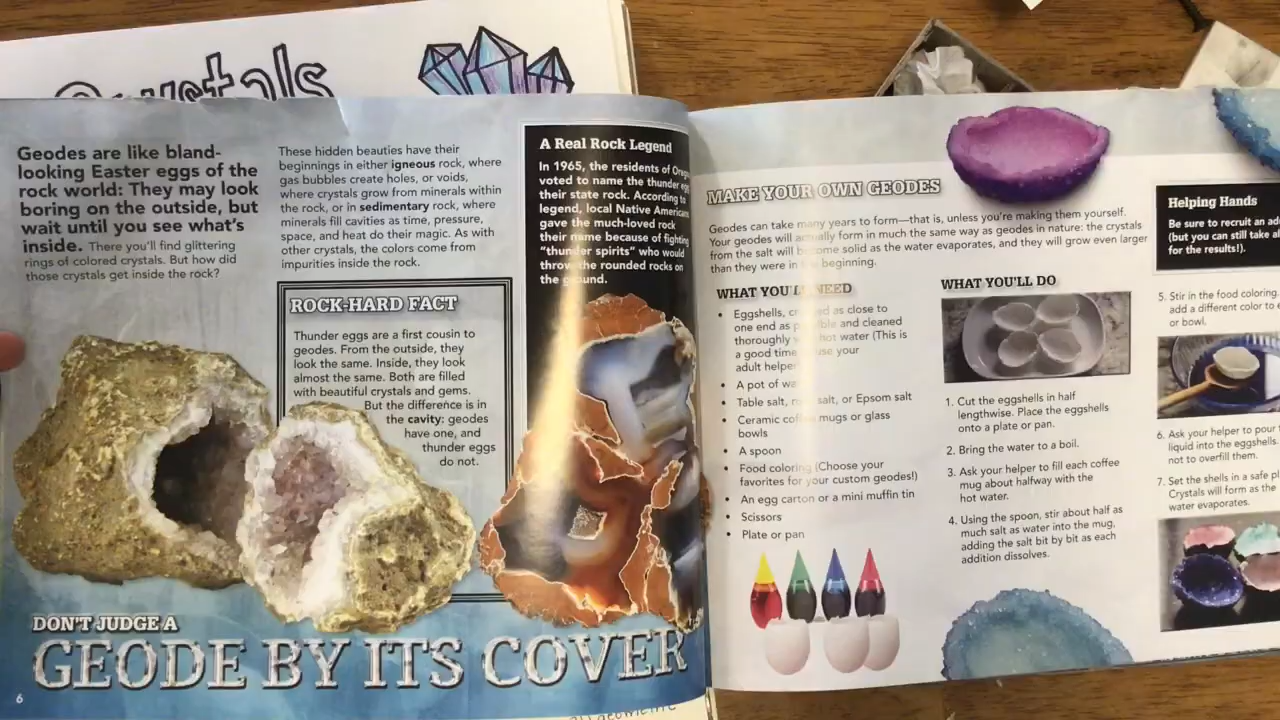 Crystals
Geodes are like bland-
looking Easter eggs of the
rock world: They may look
boring on the outside, but
wait until you see what's
inside. There you'll find glittering
rings of colored crystals. But how did
those crystals get inside the rock?
These hidden beauties have their
beginnings in either igneous rock, where
gas bubbles create holes, or voids,
where crystals grow from minerals within
the rock, or in sedimentary rock, where
minerals fill cavities as time, pressure,
space, and heat do their magic. As with
other crystals, the colors come from
impurities inside the rock.
ROCK-HARD FACT
Thunder eggs are a first cousin to
geodes. From the outside, they
look the same. Inside, they look
almost the same. Both are filled
with beautiful crystals and gems.
But the difference is in
the cavity: geodes
have one, and
thunder eggs
do not.
A Real Rock Legend
In 1965, the residents of
voted to name the thunder egg
their state rock. According to
legend, local Native
gave the much-loved rock
their name because of fighting
"thunder spirits" who would
throw the rounded rocks on
the ground.
DON'T JUDGE A
GEODE BY ITS COVER
6
MAKE YOUR OWN GEODES
Geodes can take many years to form—that is, unless you're making them yourself.
Your geodes will actually form in much the same way as geodes in nature: the crystals
from the salt will become solid as the water evaporates, and they will grow even larger
than they were in beginning.
WHAT YOU'LL NEED
• Eggshells, as close to
one end as and cleaned
thoroughly hot water (This is
a good time your
adult helper
• A pot of
• Table salt, salt, or Epsom salt
• Ceramic coffee mugs or glass
bowls
• A spoon
• Food coloring (Choose your
favorites for your custom geodes!)
• An egg carton or a mini muffin tin
• Scissors
• Plate or pan
WHAT YOU'LL DO
1. Cut the eggshells in half
lengthwise. Place the eggshells
onto a plate or pan.
2. Bring the water to a boil.
3. Ask your helper to fill each coffee
mug about halfway with the
hot water.
4. Using the spoon, stir about half as
much salt as water into the mug,
adding the salt bit by bit as each
addition dissolves.
Helping Hands
Be sure to recruit an
(but you can still take
for the results!).
5. Stir in the food coloring.
add a different color to
or bowl.
6. Ask your helper to pour
liquid into the eggshells.
not to overfill them.
7. Set the shells in a safe
Crystals will form as the
water evaporates.